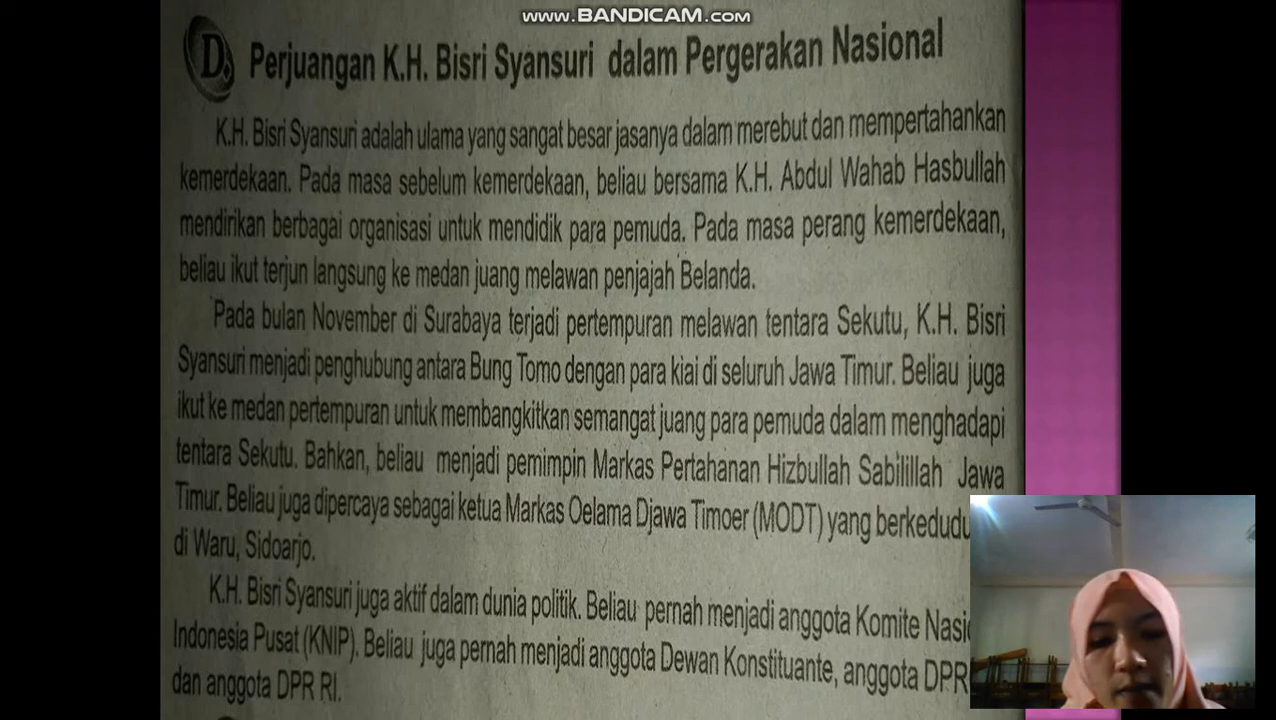 www.BANDICAM.com
D. Perjuangan K.H. Bisri Syansuri dalam Pergerakan Nasional
K.H. Bisri Syansuri adalah ulama yang sangat besar jasanya dalam merebut dan mempertahankan
kemerdekaan. Pada masa sebelum kemerdekaan, beliau bersama K.H. Abdul Wahab Hasbullah
mendirikan berbagai organisasi untuk mendidik para pemuda. Pada masa perang kemerdekaan,
beliau ikut terjun langsung ke medan juang melawan penjajah Belanda.
Pada bulan November di Surabaya terjadi pertempuran melawan tentara Sekutu, K.H. Bisri
Syansuri menjadi penghubung antara Bung Tomo dengan para kiai di seluruh Jawa Timur. Beliau juga
ikut ke medan pertempuran untuk membangkitkan semangat juang para pemuda dalam menghadapi
tentara Sekutu. Bahkan, beliau menjadi pemimpin Markas Pertahanan Hizbullah Sabilillah Jawa
Timur. Beliau juga dipercaya sebagai ketua Markas Oelama Djawa Timoer (MODT) yang berkedudu
di Waru, Sidoarjo.
K.H. Bisri Syansuri juga aktif dalam dunia politik. Beliau pernah menjadi anggota Komite Nasi
Indonesia Pusat (KNIP). Beliau juga pernah menjadi anggota Dewan Konstituante, anggota DPR
dan anggota DPR RI.